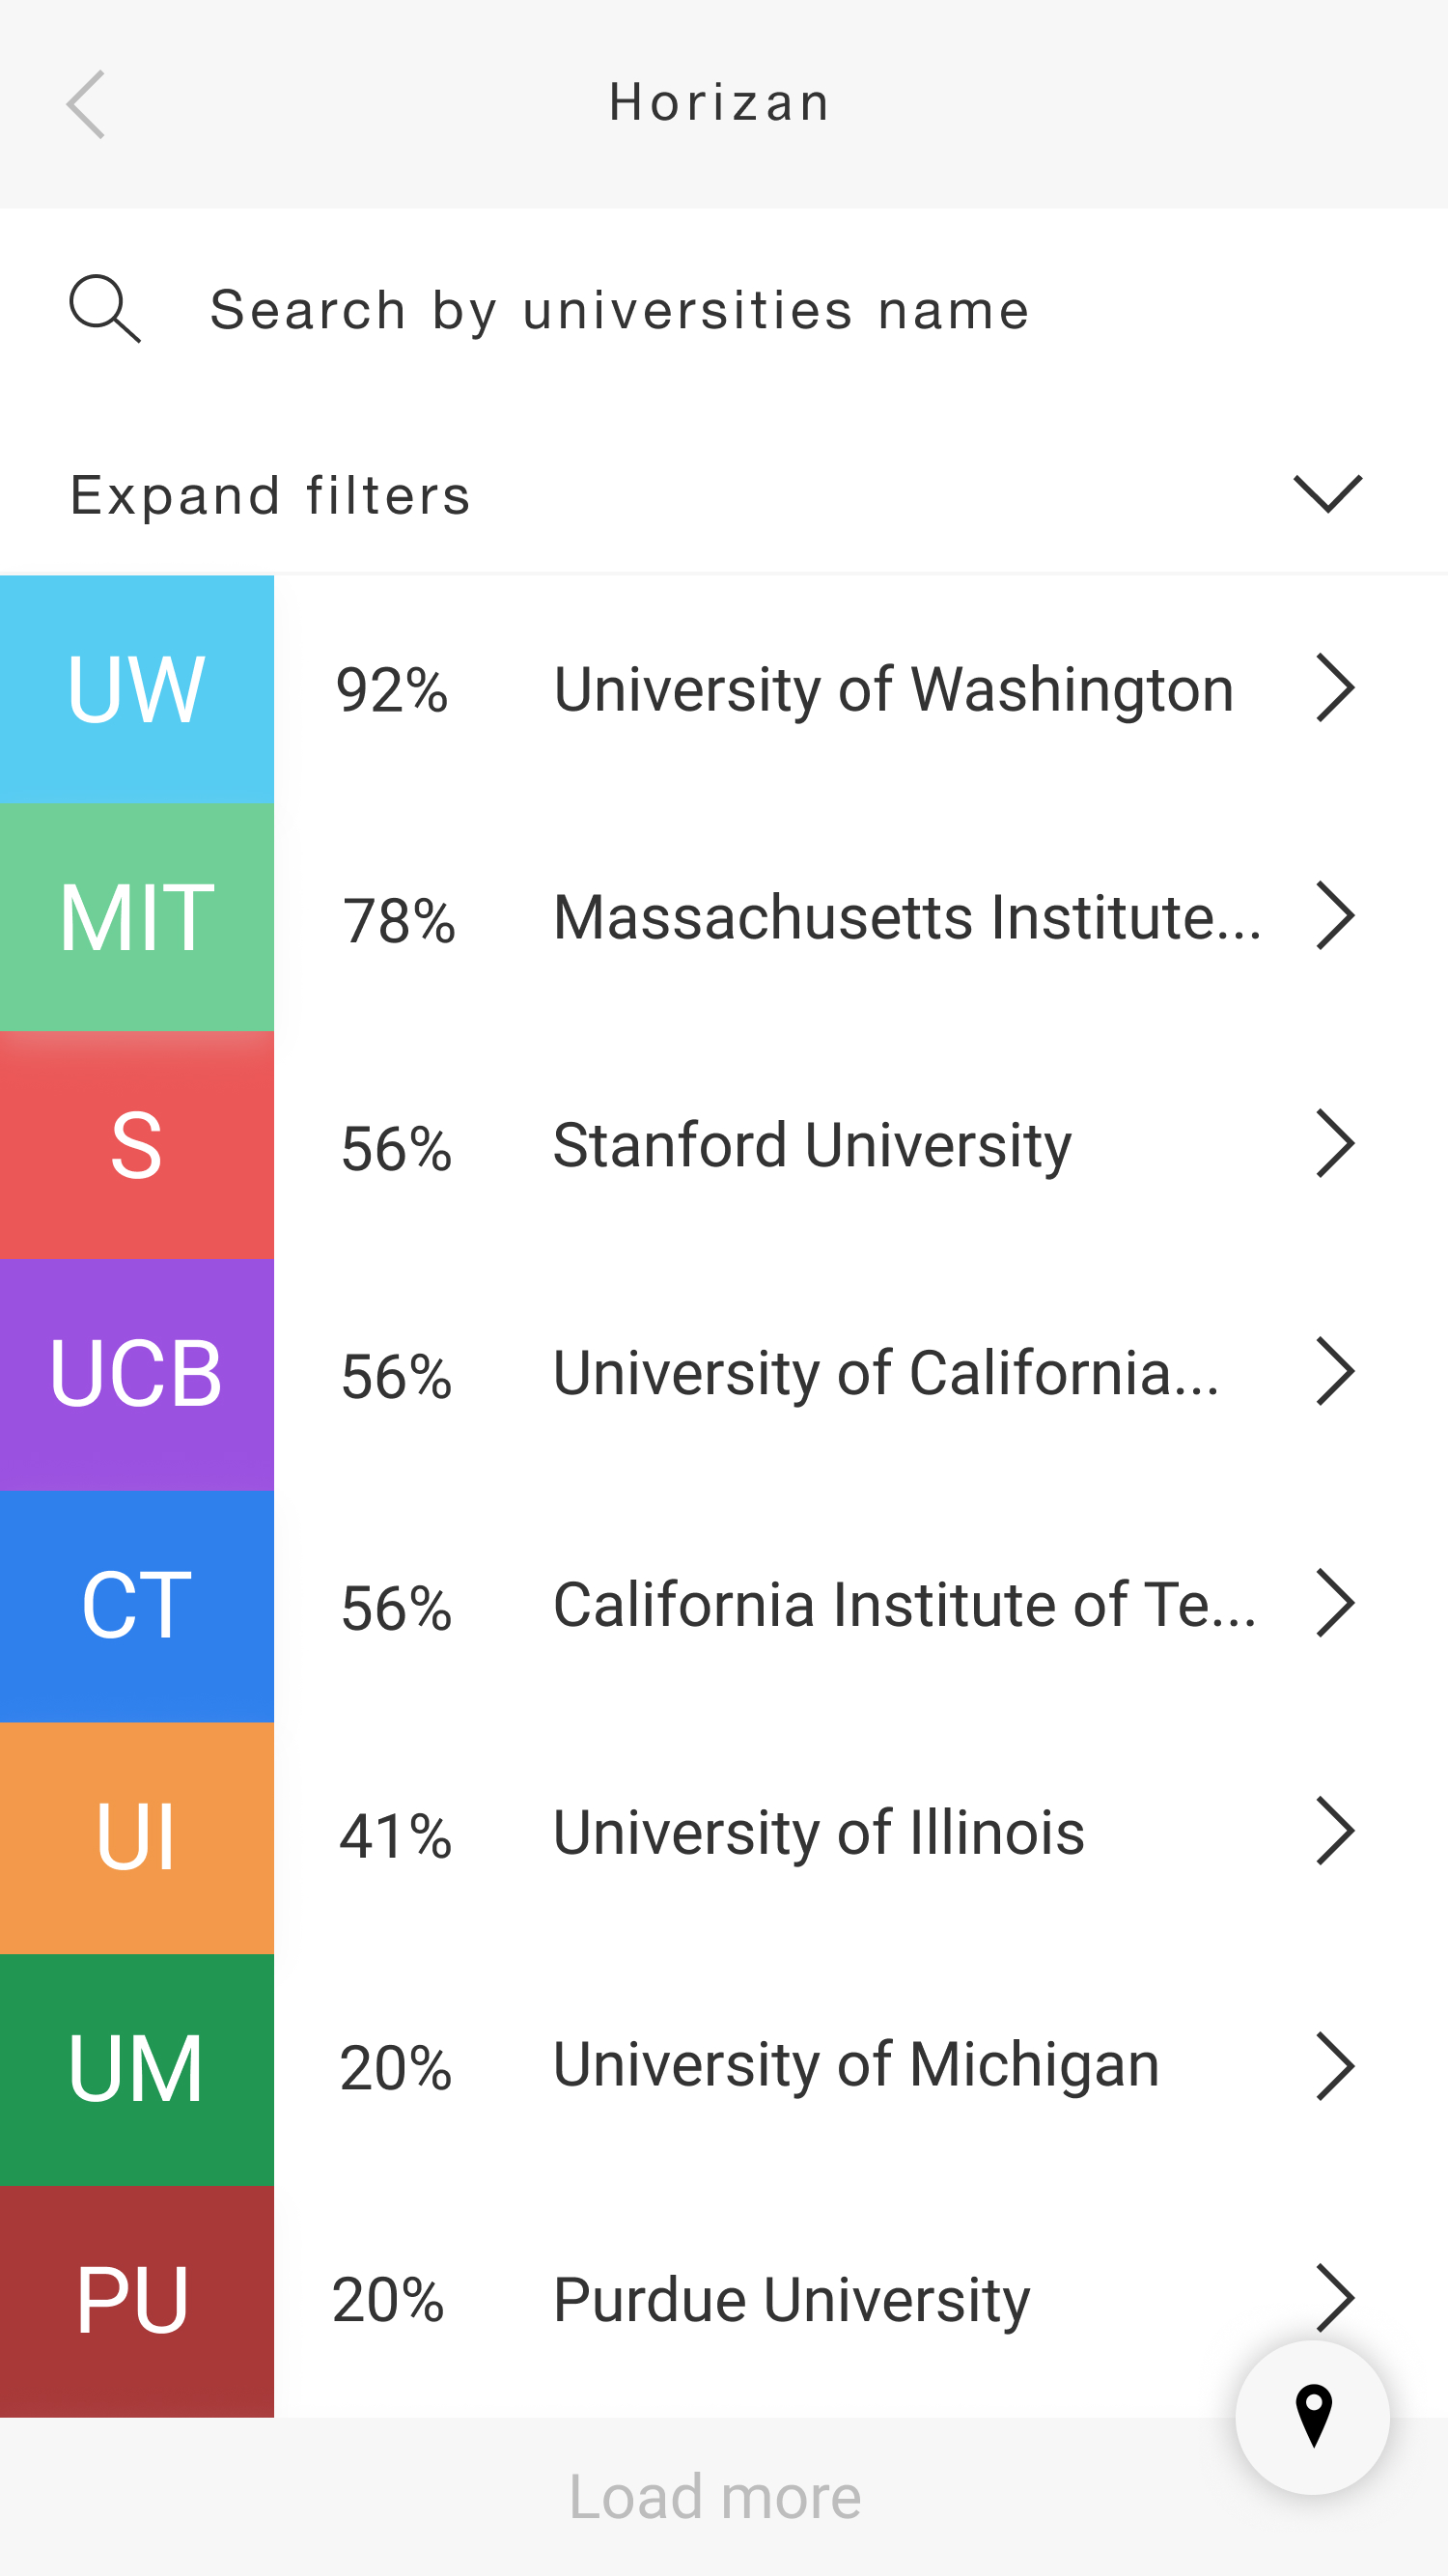 Horizan
Search by universities name
Expand filters
UW 92% University of Washington
MIT 78% Massachusetts Institute...
S 56% Stanford University
UCB 56% University of California...
CT 56% California Institute of Te...
UI 41% University of Illinois
UM 20% University of Michigan
PU 20% Purdue University
Load more